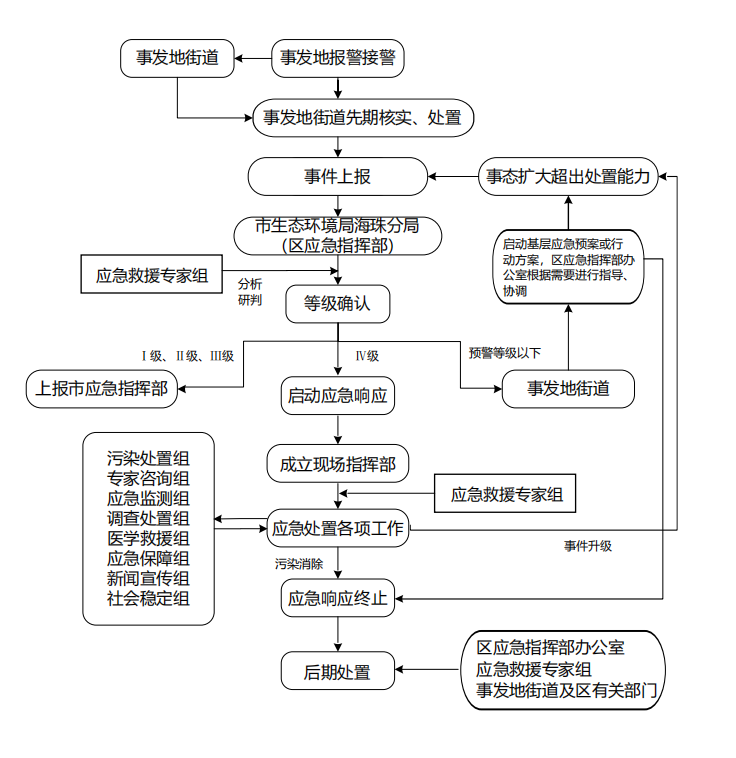 事发地街道
事发地报警接警
事发地街道先期核实、处置
事件上报
事态扩大超出处置能力
市生态环境局海珠分局
（区应急指挥部）
启动基层应急预案或行
动方案，区应急指挥部办
公室根据需要进行指导、
协调
应急救援专家组
分析
研判
等级确认
Ⅰ级、Ⅱ级、Ⅲ级
Ⅳ级
预警等级以下
上报市应急指挥部
启动应急响应
事发地街道
成立现场指挥部
污染处置组
专家咨询组
应急监测组
调查处置组
医学救援组
应急保障组
新闻宣传组
社会稳定组
应急救援专家组
应急处置各项工作
事件升级
污染消除
应急响应终止
后期处置
区应急指挥部办公室
应急救援专家组
事发地街道及区有关部门